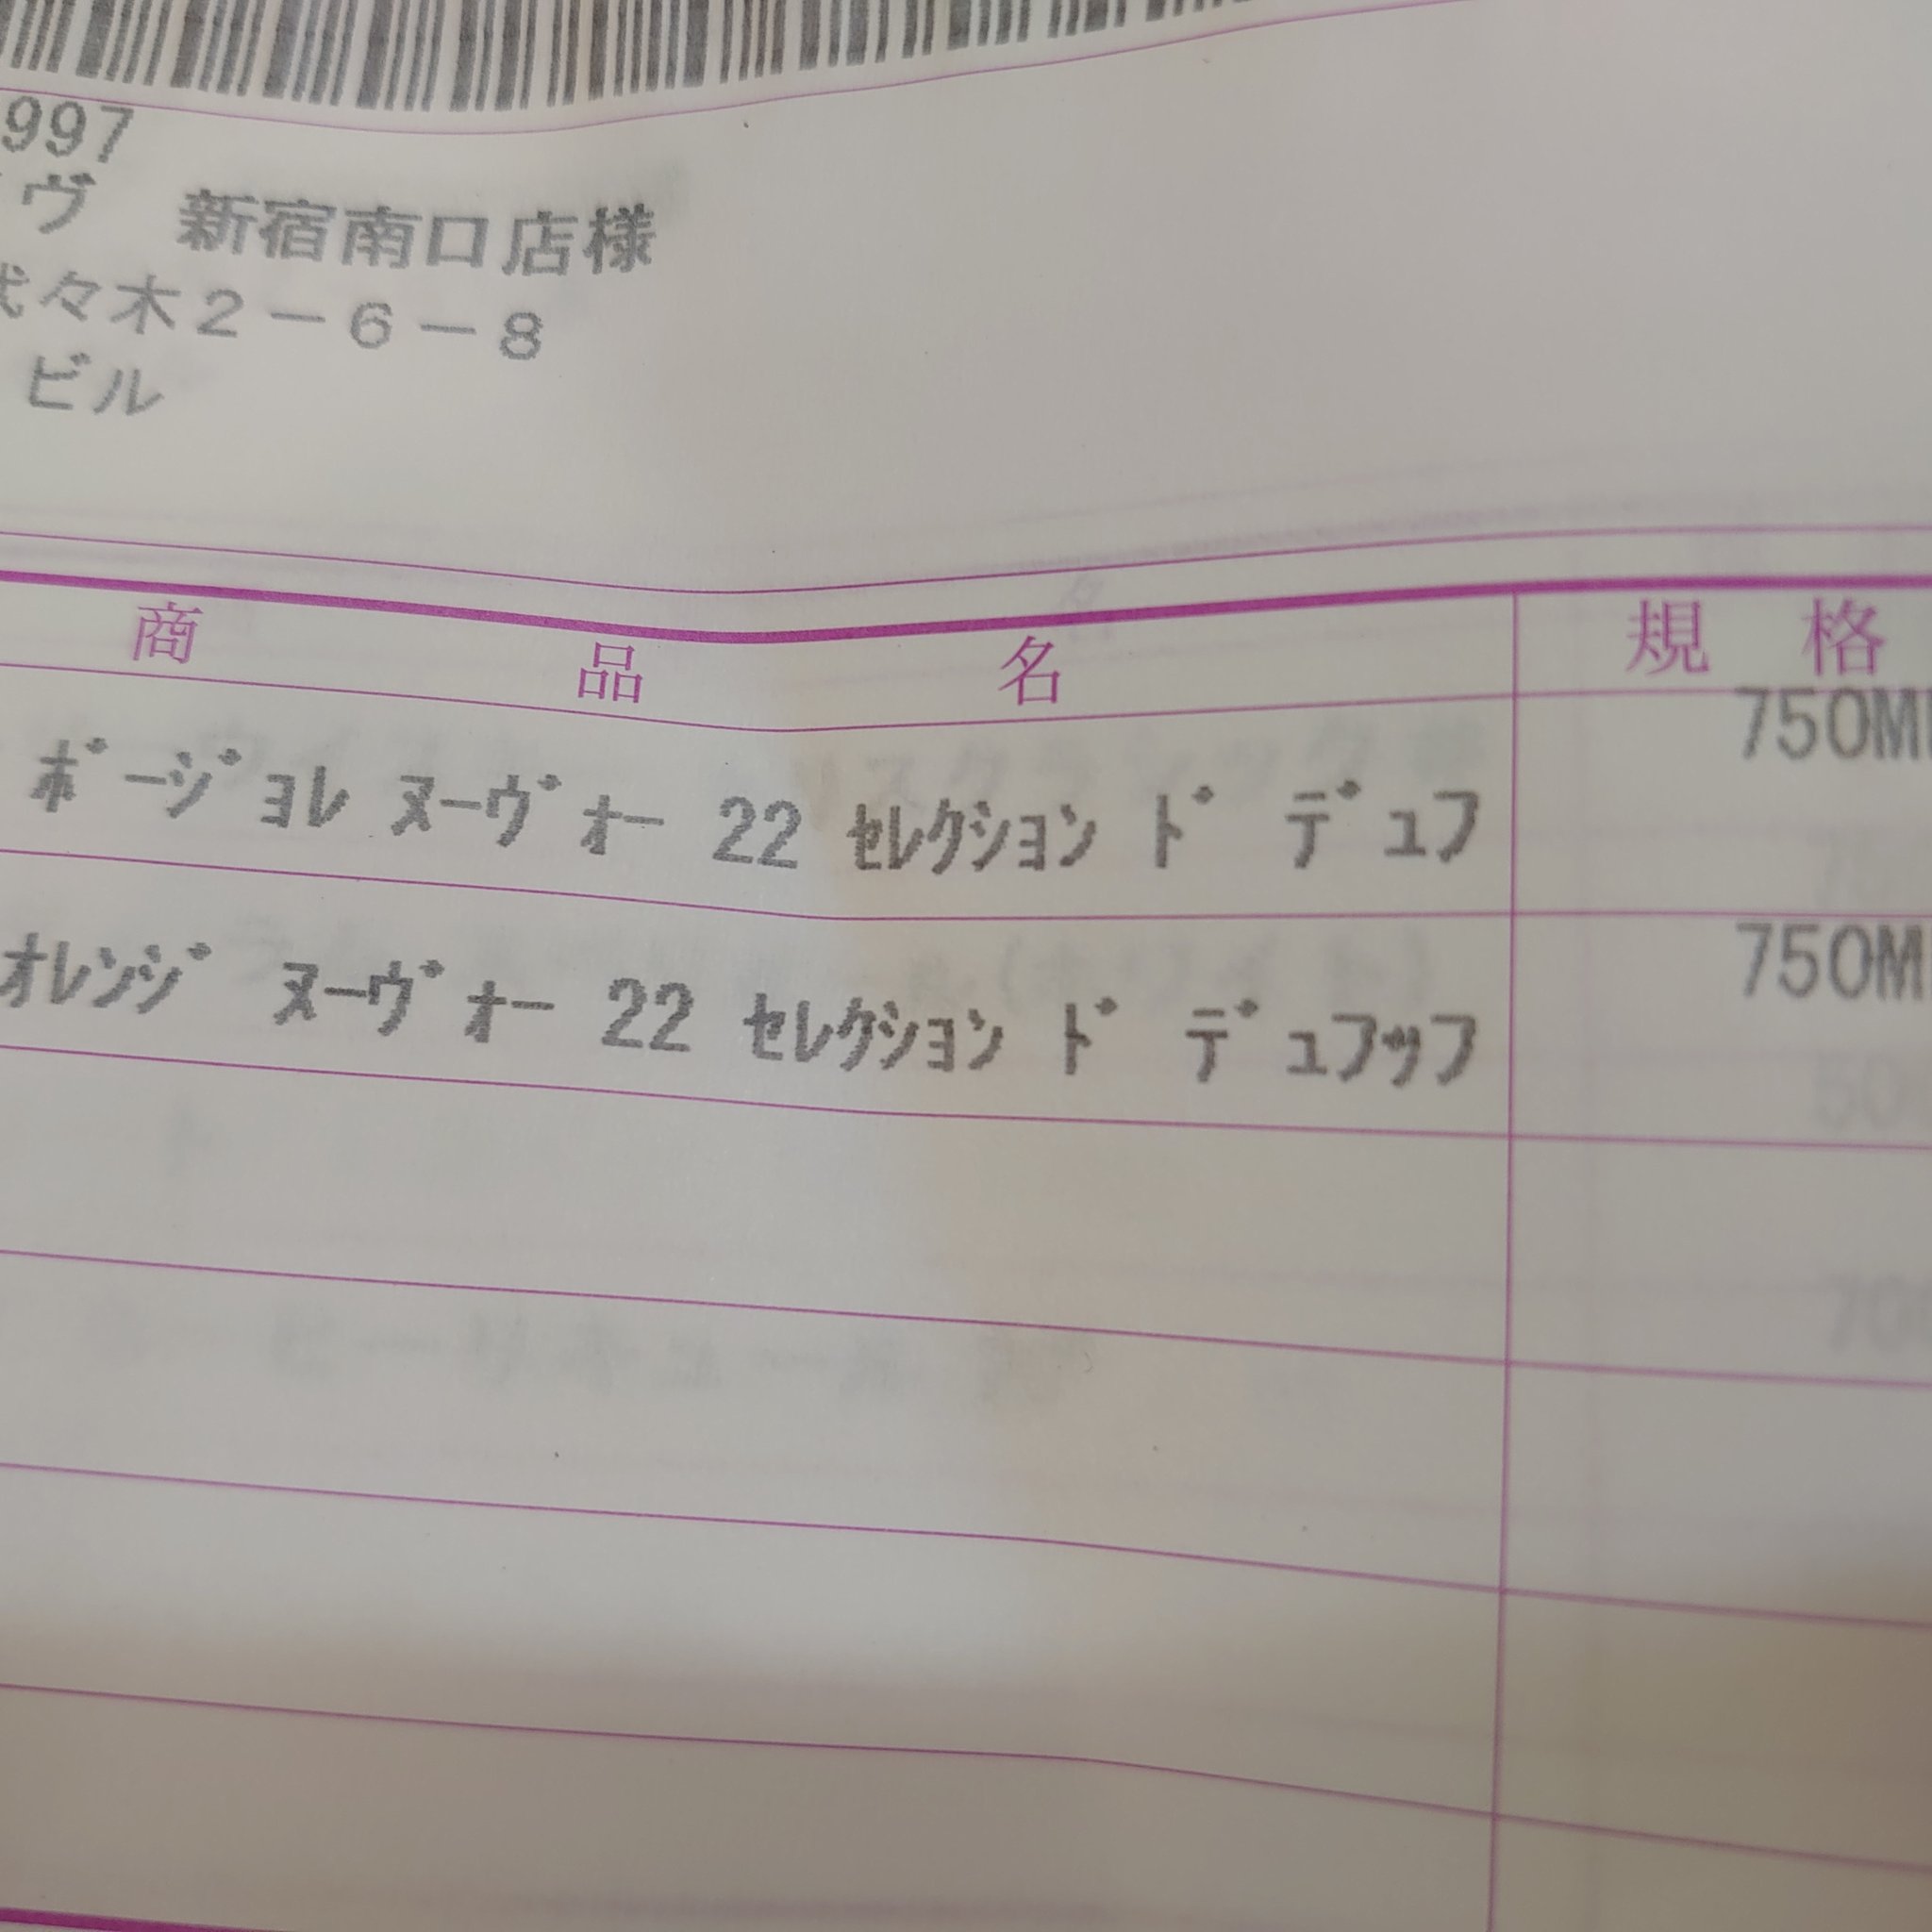 997
ヴ 新宿南口店様
代々木2-6-8
ビル
商品名 規格
ﾎﾞｰｼﾞｮﾚ ﾇｰｳﾞｫｰ 22 ｾﾚｸｼｮﾝ ﾄﾞ ﾃﾞｭﾌ 750M
ｵﾚﾝｼﾞ ﾇｰｳﾞｫｰ 22 ｾﾚｸｼｮﾝ ﾄﾞ ﾃﾞｭﾌｯﾌ 750M